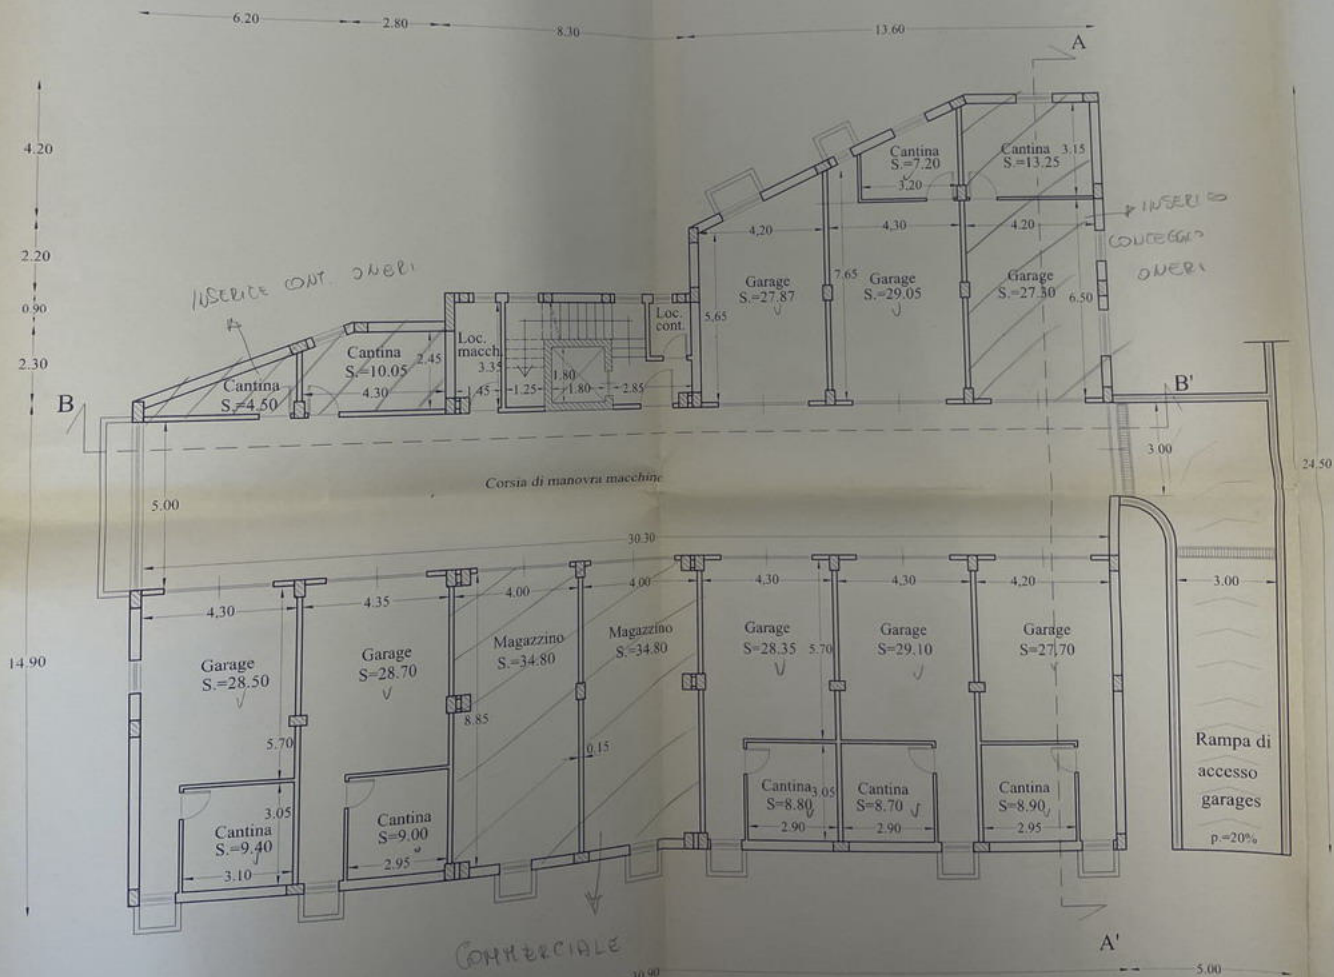 6.20
2.80
8.30
13.60
A
4.20
2.20
0.90
2.30
14.90
24.50
Cantina
S.=7.20
3.20
Cantina
S.=13.25
3.15
INSERICO
CONTEGGIO
ONERI
4,20
4,30
4.20
Garage
S.=27.87
5.65
7.65
Garage
S.=29.05
Garage
S.=27.30
6.50
INSERICE CONT. ONERI
Cantina
S.=4.50
Cantina
S.=10.05
2.45
4.30
Loc.
macch.
3.35
.45
1.25
1.80
1.80
2.85
Loc.
cont.
B
B'
3.00
Corsia di manovra macchine
5.00
30.30
3.00
4,30
4.35
4.00
4.00
4,30
4,30
4,20
Garage
S.=28.50
5.70
Garage
S=28.70
Magazzino
S.=34.80
8.85
Magazzino
S.=34.80
0.15
Garage
S=28.35
5.70
Garage
S=29.10
Garage
S=27.70
Cantina
S.=9.40
3.05
3.10
Cantina
S=9.00
2.95
Cantina
S=8.80
3.05
2.90
Cantina
S=8.70
2.90
Cantina
S=8.90
2.95
Rampa di
accesso
garages
p.=20%
COMMERCIALE
A'
30.90
5.00